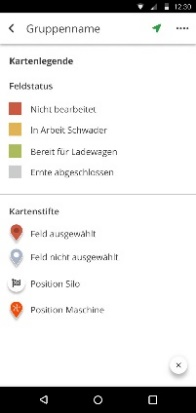 12:30
Gruppenname
Kartenlegende
Feldstatus
Nicht bearbeitet
In Arbeit Schwader
Bereit für Ladewagen
Ernte abgeschlossen
Kartenstifte
Feld ausgewählt
Feld nicht ausgewählt
Position Silo
Position Maschine